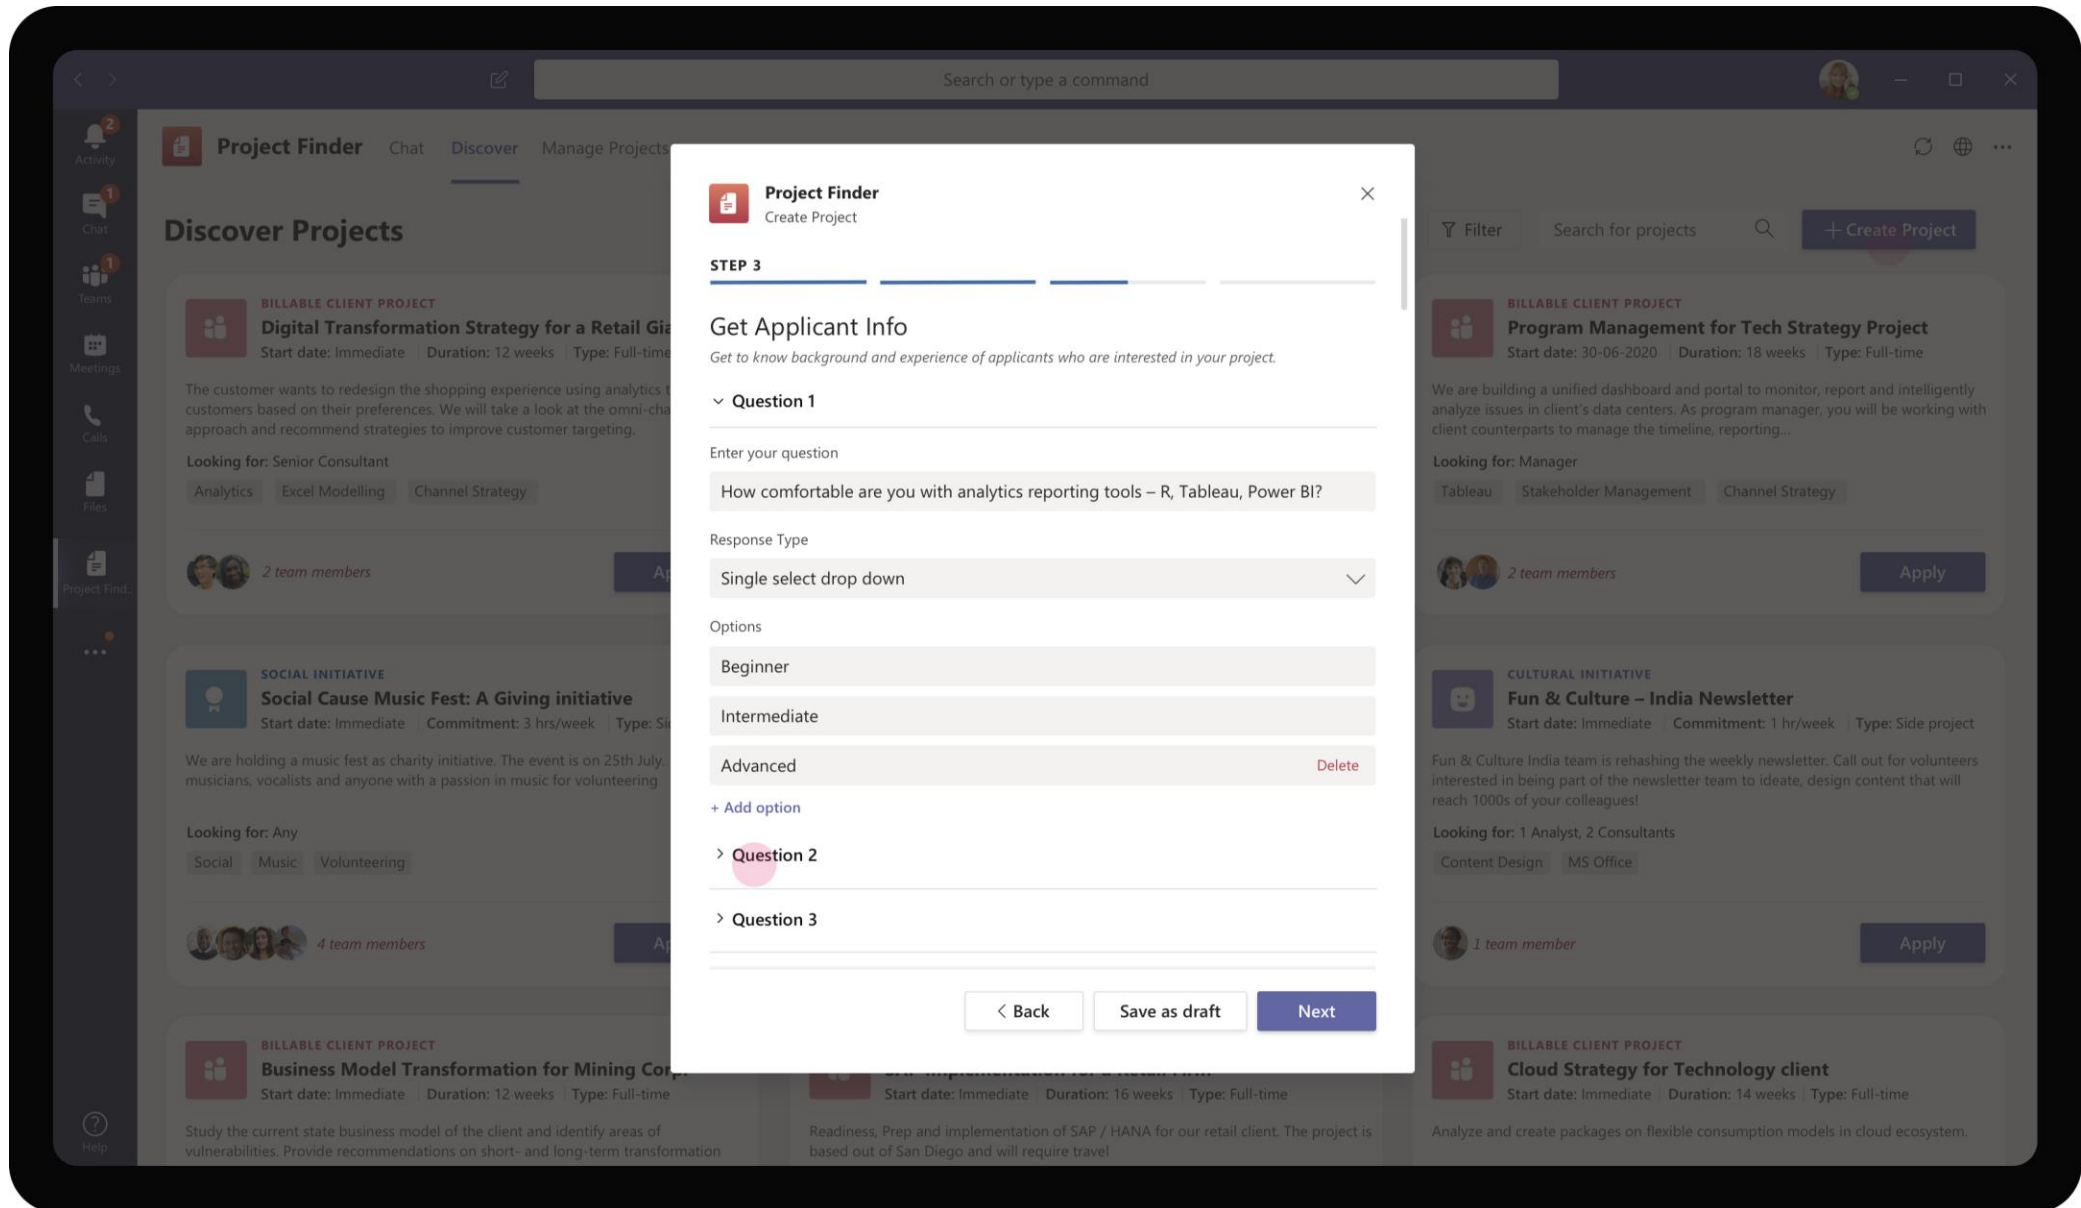 Search or type a command
2
Activity
1
Chat
1
Teams
Meetings
Calls
Files
Project Find..
Help
Project Finder Chat Discover Manage Projects
Discover Projects
Filter Search for projects + Create Project
BILLABLE CLIENT PROJECT
Digital Transformation Strategy for a Retail Gia
Start date: Immediate Duration: 12 weeks Type: Full-time
The customer wants to redesign the shopping experience using analytics t
customers based on their preferences. We will take a look at the omni-cha
approach and recommend strategies to improve customer targeting.
Looking for: Senior Consultant
Analytics Excel Modelling Channel Strategy
2 team members
SOCIAL INITIATIVE
Social Cause Music Fest: A Giving initiative
Start date: Immediate Commitment: 3 hrs/week Type: Si
We are holding a music fest as charity initiative. The event is on 25th July.
musicians, vocalists and anyone with a passion in music for volunteering
Looking for: Any
Social Music Volunteering
4 team members
BILLABLE CLIENT PROJECT
Business Model Transformation for Mining Corp.
Start date: Immediate Duration: 12 weeks Type: Full-time
Study the current state business model of the client and identify areas of
vulnerabilities. Provide recommendations on short- and long-term transformation
Project Finder
Create Project
STEP 3
Get Applicant Info
Get to know background and experience of applicants who are interested in your project.
Question 1
Enter your question
How comfortable are you with analytics reporting tools – R, Tableau, Power BI?
Response Type
Single select drop down
Options
Beginner
Intermediate
Advanced Delete
+ Add option
Question 2
Question 3
Back Save as draft Next
Start date: Immediate Duration: 16 weeks Type: Full-time
Readiness, Prep and implementation of SAP / HANA for our retail client. The project is
based out of San Diego and will require travel
BILLABLE CLIENT PROJECT
Program Management for Tech Strategy Project
Start date: 30-06-2020 Duration: 18 weeks Type: Full-time
We are building a unified dashboard and portal to monitor, report and intelligently
analyze issues in client's data centers. As program manager, you will be working with
client counterparts to manage the timeline, reporting...
Looking for: Manager
Tableau Stakeholder Management Channel Strategy
2 team members Apply
CULTURAL INITIATIVE
Fun & Culture – India Newsletter
Start date: Immediate Commitment: 1 hr/week Type: Side project
Fun & Culture India team is rehashing the weekly newsletter. Call out for volunteers
interested in being part of the newsletter team to ideate, design content that will
reach 1000s of your colleagues!
Looking for: 1 Analyst, 2 Consultants
Content Design MS Office
1 team member Apply
BILLABLE CLIENT PROJECT
Cloud Strategy for Technology client
Start date: Immediate Duration: 14 weeks Type: Full-time
Analyze and create packages on flexible consumption models in cloud ecosystem.